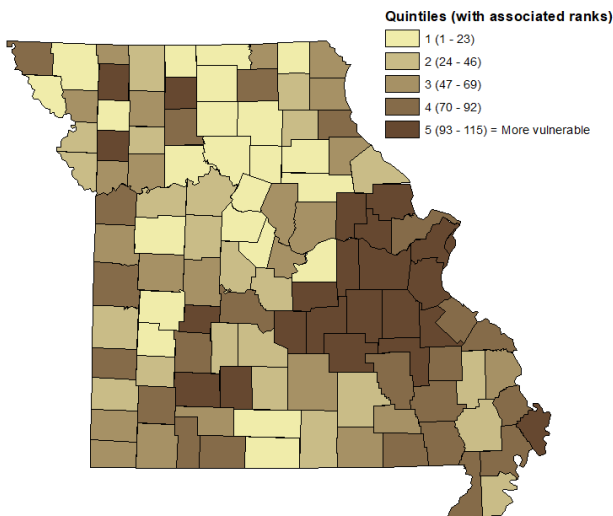 Quintiles (with associated ranks)
1 (1 - 23)
2 (24 - 46)
3 (47 - 69)
4 (70 - 92)
5 (93 - 115) = More vulnerable